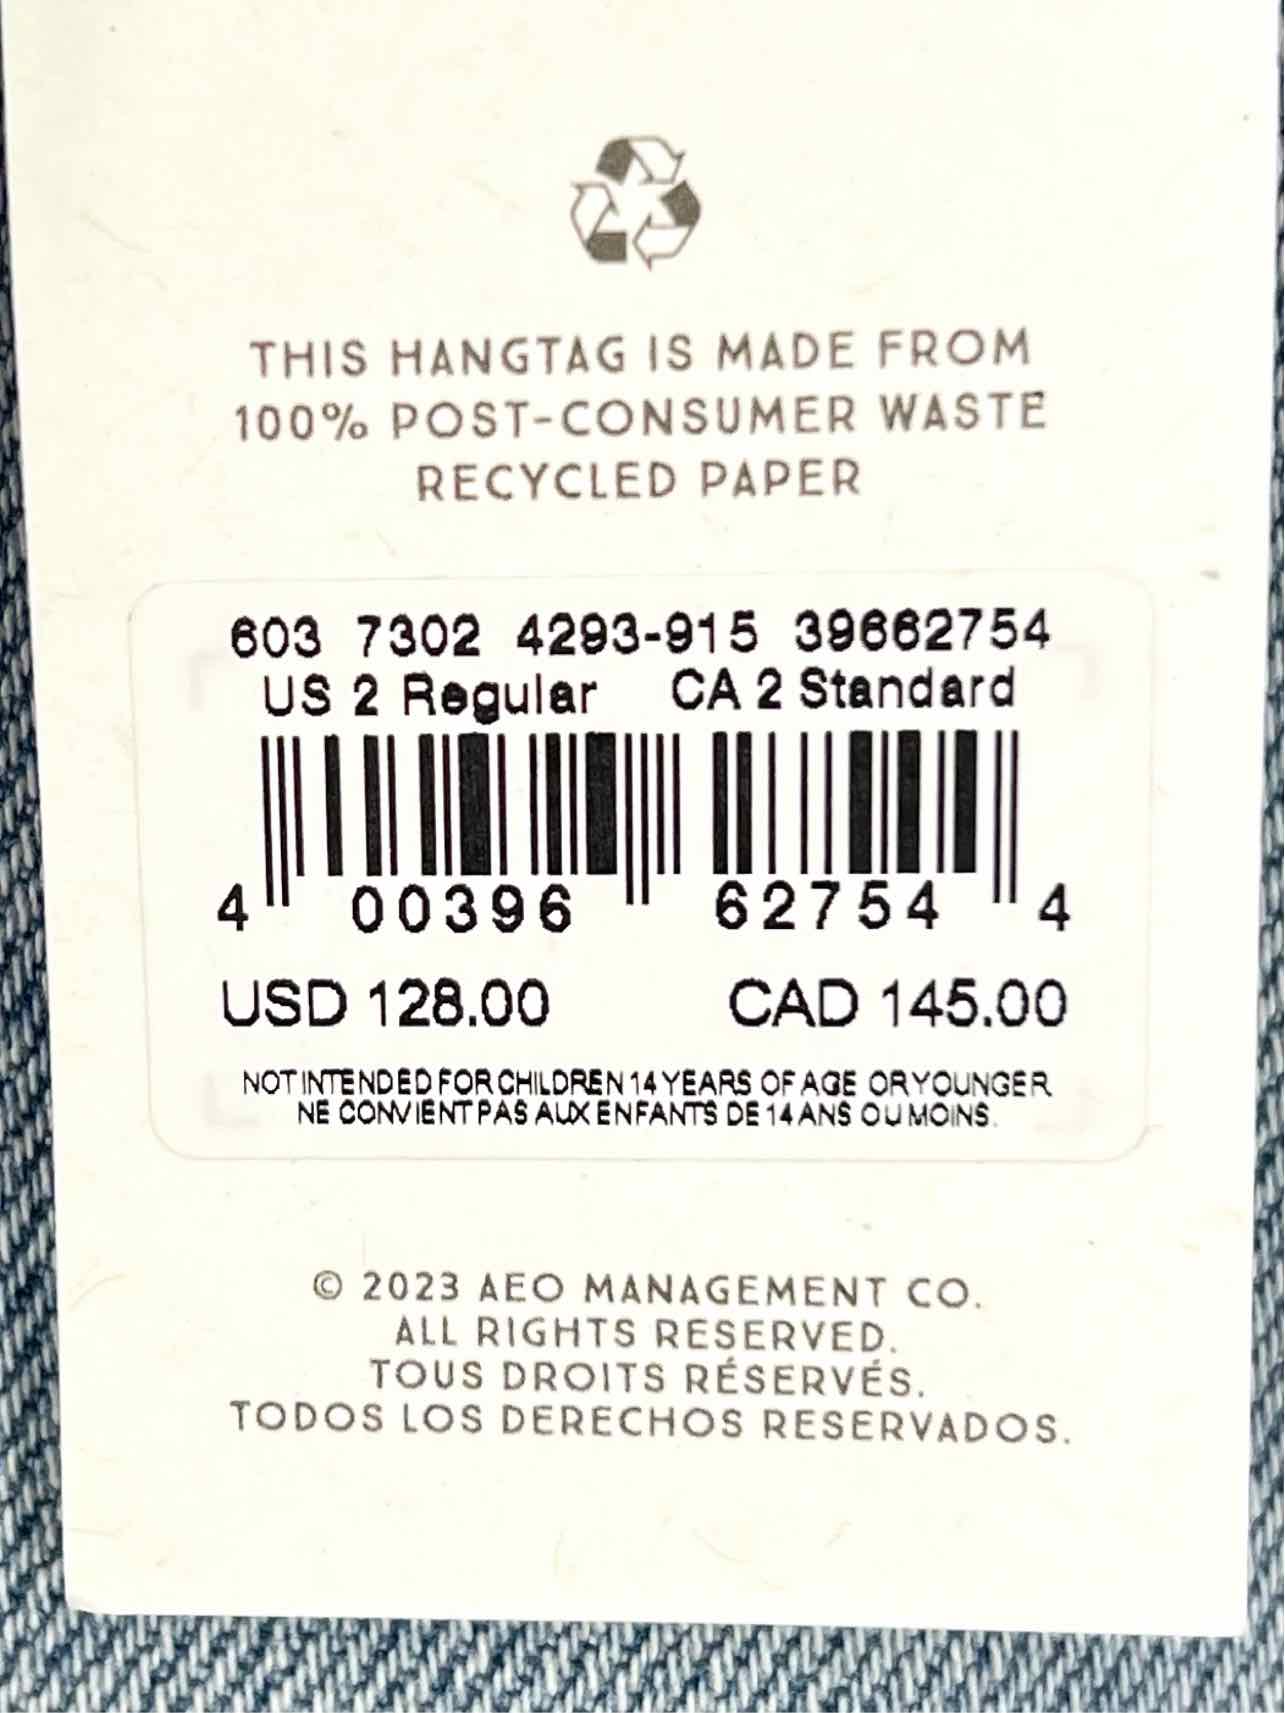 THIS HANGTAG IS MADE FROM
100% POST-CONSUMER WASTE
RECYCLED PAPER
603 7302 4293-915 39662754
US 2 Regular CA 2 Standard
4 00396 62754 4
USD 128.00 CAD 145.00
NOT INTENDED FOR CHILDREN 14 YEARS OF AGE OR YOUNGER
NE CONVIENT PAS AUX ENFANTS DE 14 ANS OU MOINS.
© 2023 AEO MANAGEMENT CO.
ALL RIGHTS RESERVED.
TOUS DROITS RÉSERVÉS.
TODOS LOS DERECHOS RESERVADOS.